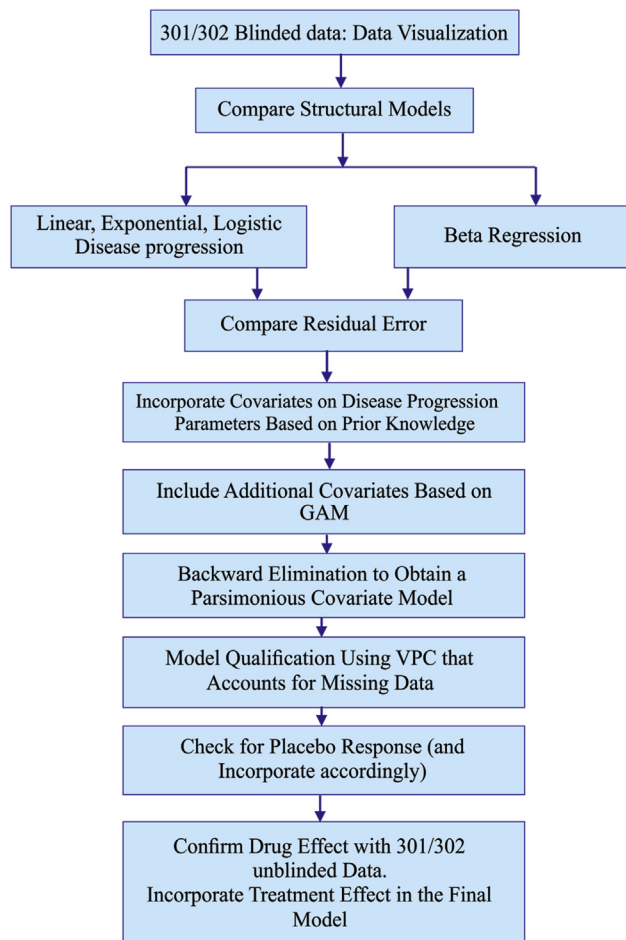 301/302 Blinded data: Data Visualization
Compare Structural Models
Linear, Exponential, Logistic
Disease progression
Beta Regression
Compare Residual Error
Incorporate Covariates on Disease Progression
Parameters Based on Prior Knowledge
Include Additional Covariates Based on
GAM
Backward Elimination to Obtain a
Parsimonious Covariate Model
Model Qualification Using VPC that
Accounts for Missing Data
Check for Placebo Response (and
Incorporate accordingly)
Confirm Drug Effect with 301/302
unblinded Data.
Incorporate Treatment Effect in the Final
Model